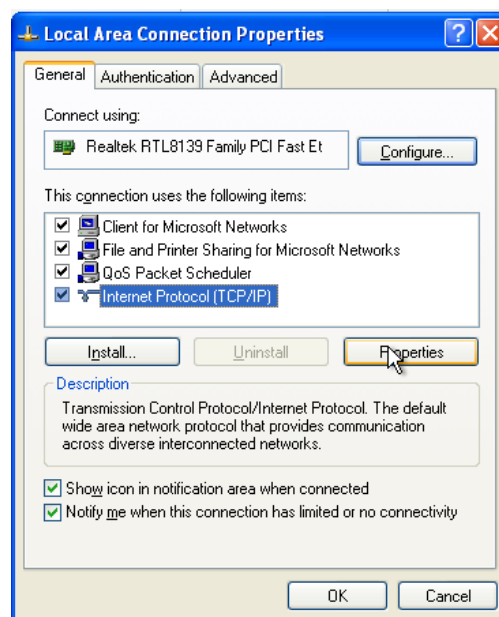 Local Area Connection Properties
General Authentication Advanced
Connect using:
Realtek RTL8139 Family PCI Fast Et
Configure...
This connection uses the following items:
Client for Microsoft Networks
File and Printer Sharing for Microsoft Networks
QoS Packet Scheduler
Internet Protocol (TCP/IP)
Install... Uninstall Properties
Description
Transmission Control Protocol/Internet Protocol. The default
wide area network protocol that provides communication
across diverse interconnected networks.
Show icon in notification area when connected
Notify me when this connection has limited or no connectivity
OK Cancel